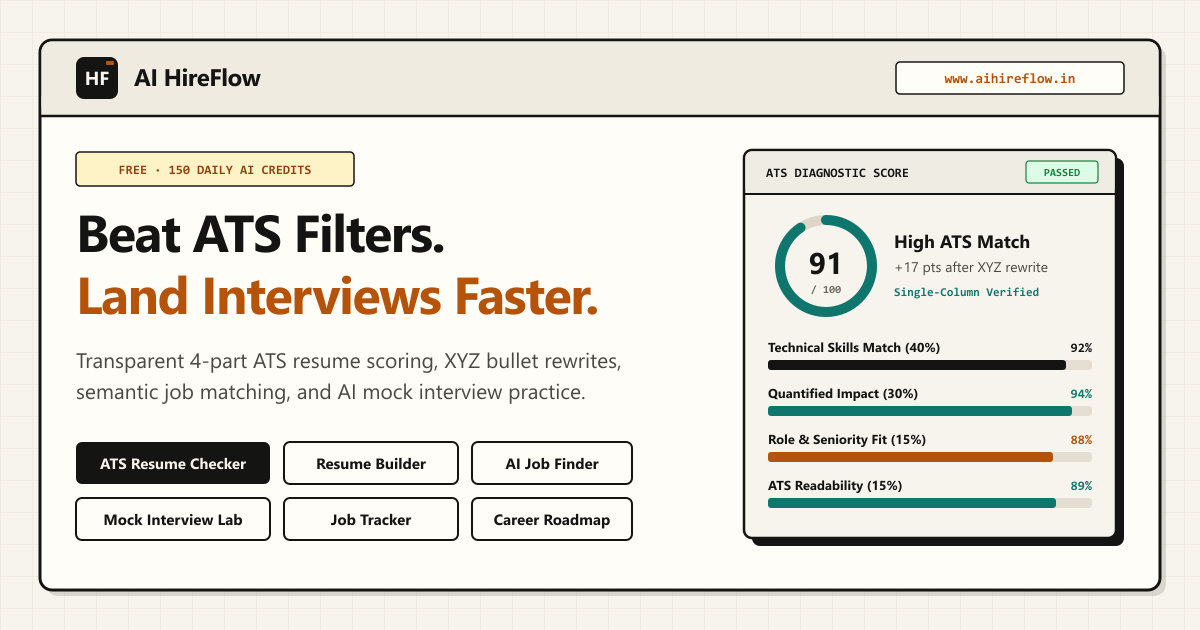 HF
AI HireFlow
www.aihireflow.in
FREE · 150 DAILY AI CREDITS
Beat ATS Filters.
Land Interviews Faster.
Transparent 4-part ATS resume scoring, XYZ bullet rewrites,
semantic job matching, and AI mock interview practice.
ATS Resume Checker
Resume Builder
AI Job Finder
Mock Interview Lab
Job Tracker
Career Roadmap
ATS DIAGNOSTIC SCORE
PASSED
91
/ 100
High ATS Match
+17 pts after XYZ rewrite
Single-Column Verified
Technical Skills Match (40%) 92%
Quantified Impact (30%) 94%
Role & Seniority Fit (15%) 88%
ATS Readability (15%) 89%